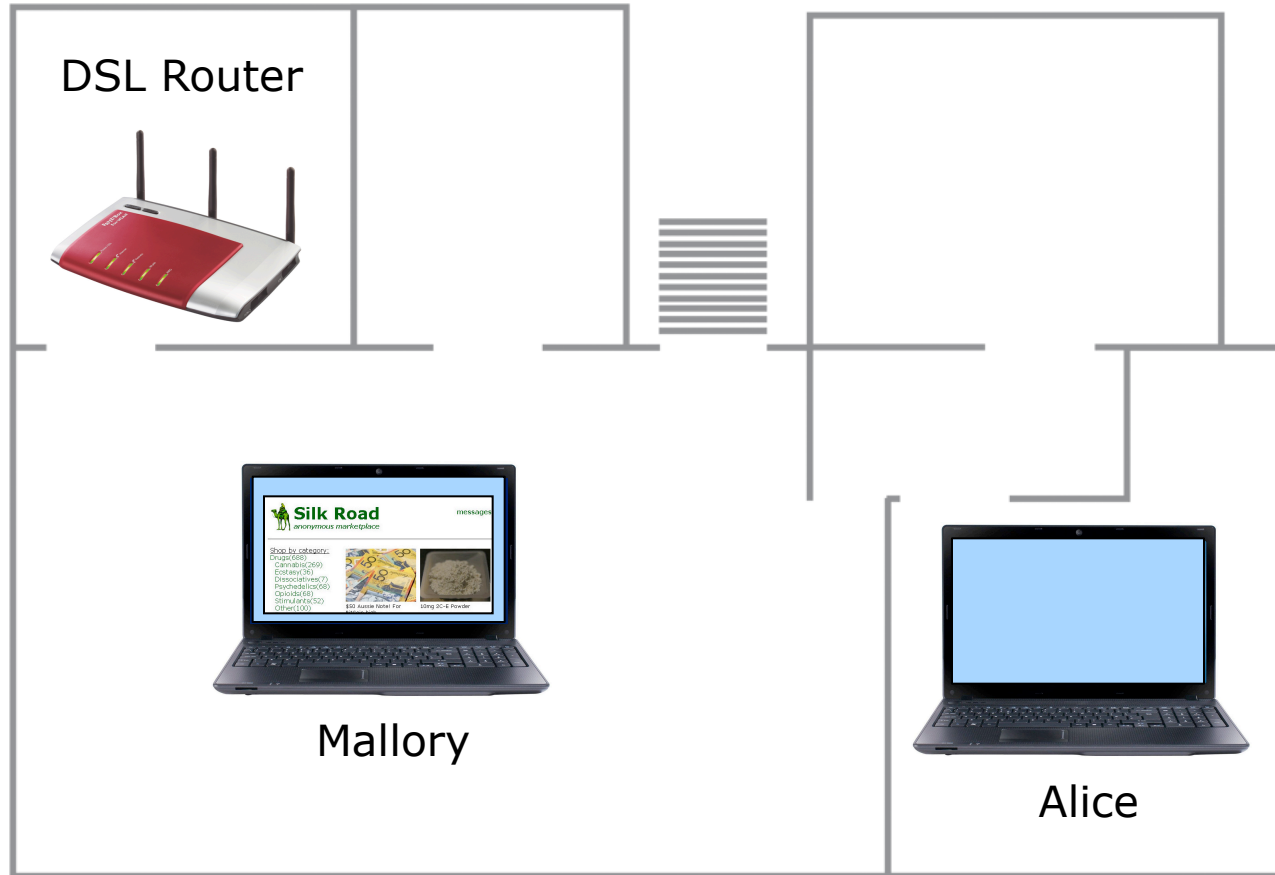 DSL Router
Silk Road
messages
anonymous marketplace
Shop by category:
Drugs(688)
Cannabis(269)
Ecstasy(36)
Dissociatives(7)
Psychedelics(68)
Opioids(68)
Stimulants(52)
Other(100)
$50 Aussie Note! For
10mg 2C-E Powder
Mallory
Alice